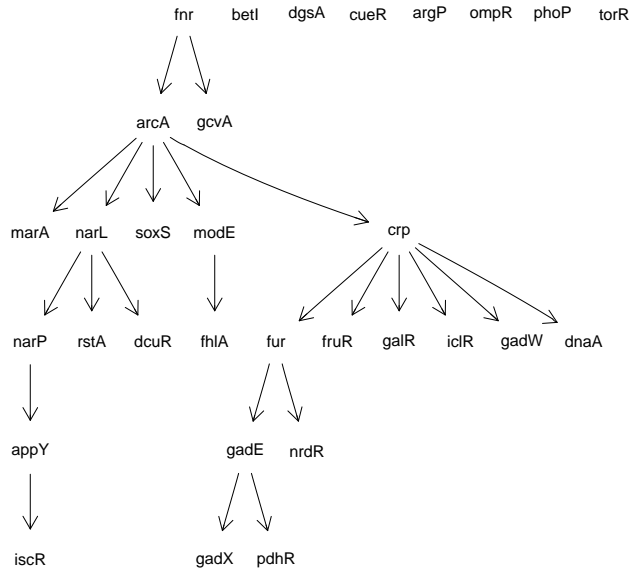 fnr betI dgsA cueR argP ompR phoP torR
arcA gcvA
marA narL soxS modE crp
narP rstA dcuR fhlA fur fruR galR iclR gadW dnaA
appY gadE nrdR
iscR gadX pdhR